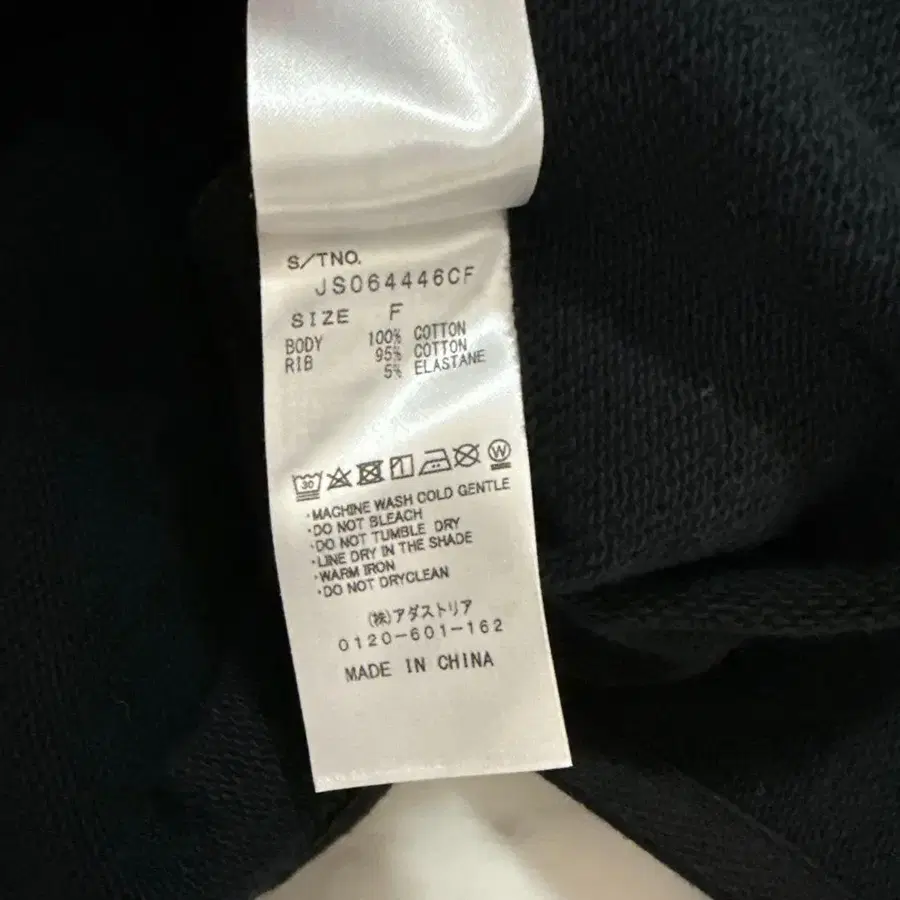 S/TNO.
JS064446CF
SIZE F
BODY 100% COTTON
RIB 95% COTTON
5% ELASTANE
30 W
・MACHINE WASH COLD GENTLE
・DO NOT BLEACH
・DO NOT TUMBLE DRY
・LINE DRY IN THE SHADE
・WARM IRON
・DO NOT DRYCLEAN
(株)アダストリア
0120-601-162
MADE IN CHINA